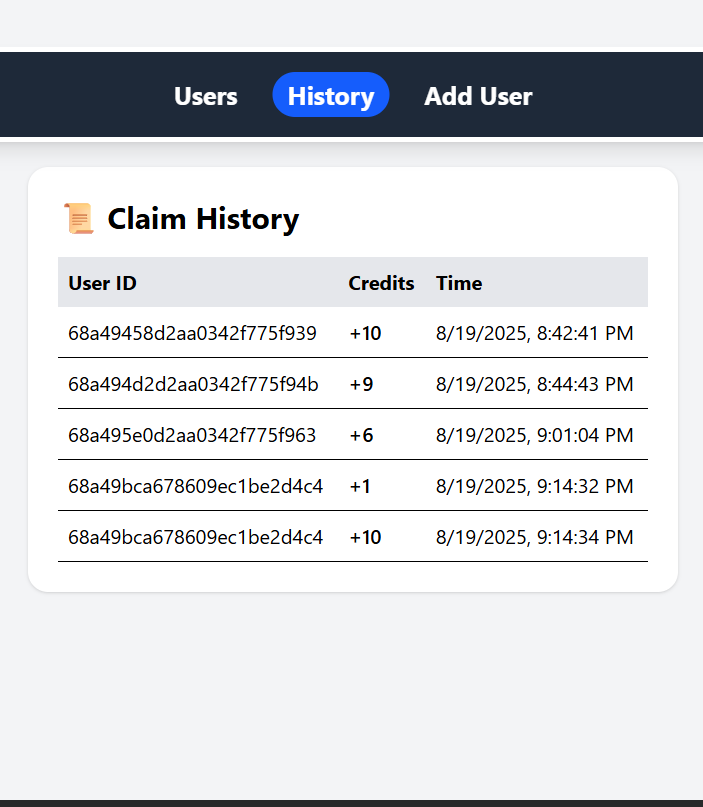 Users History Add User
📜 Claim History
User ID Credits Time
68a49458d2aa0342f775f939 +10 8/19/2025, 8:42:41 PM
68a494d2d2aa0342f775f94b +9 8/19/2025, 8:44:43 PM
68a495e0d2aa0342f775f963 +6 8/19/2025, 9:01:04 PM
68a49bca678609ec1be2d4c4 +1 8/19/2025, 9:14:32 PM
68a49bca678609ec1be2d4c4 +10 8/19/2025, 9:14:34 PM